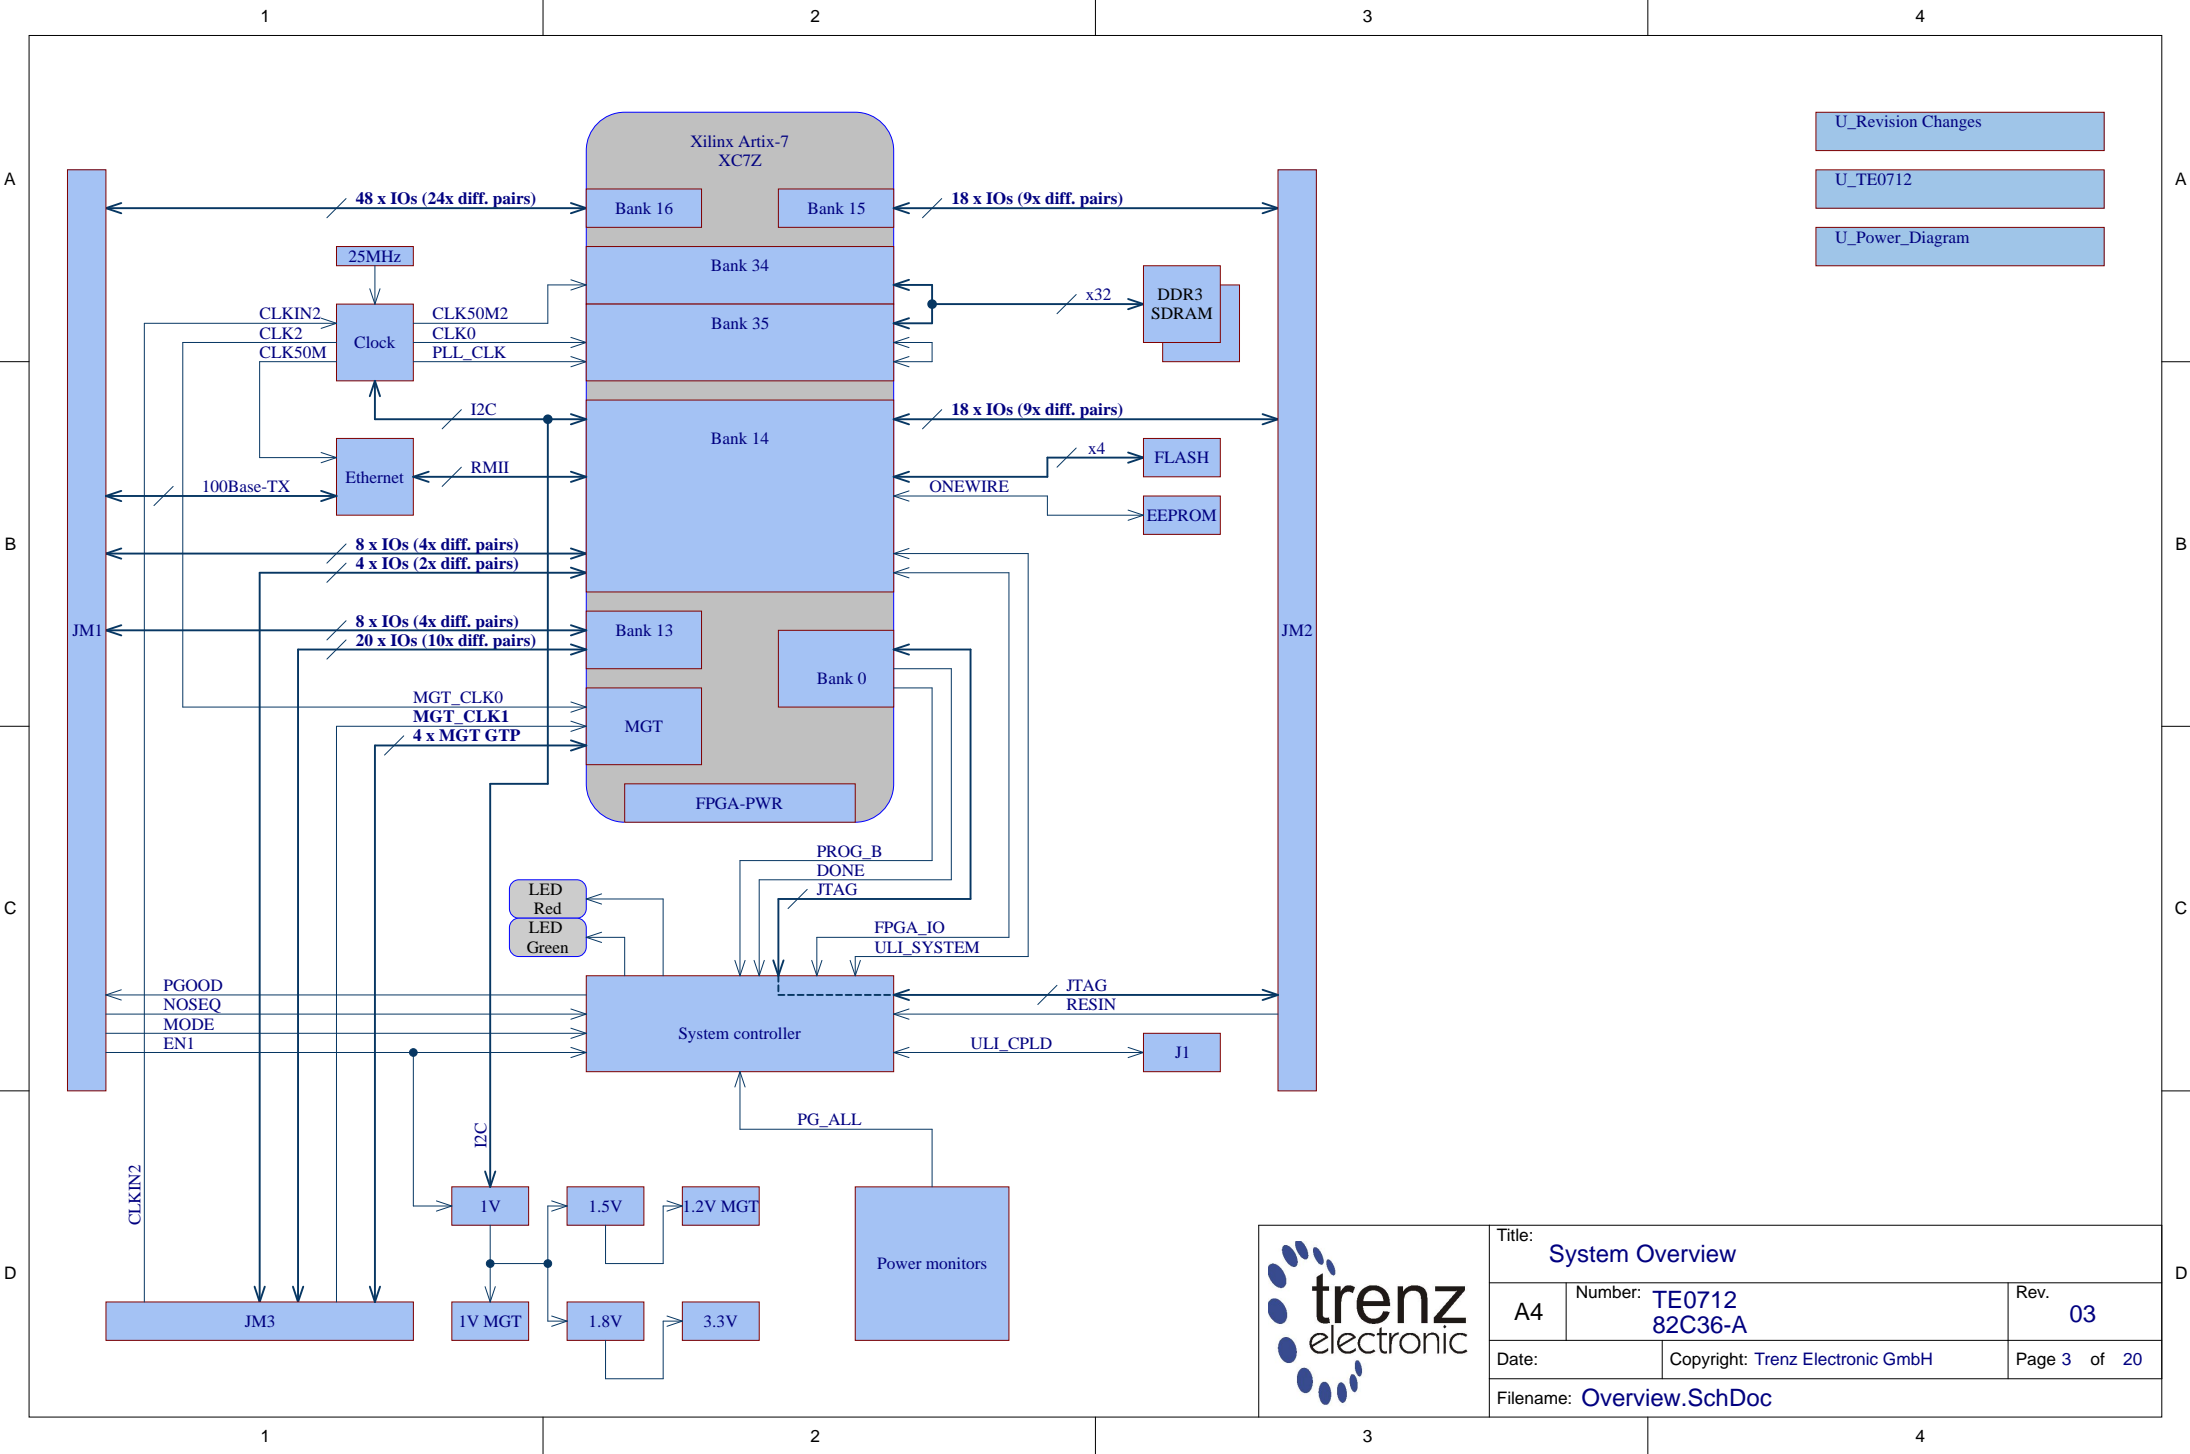 1
2
3
4
A
A
Xilinx Artix-7
XC7Z
U_Revision Changes
U_TE0712
U_Power_Diagram
48 x IOs (24x diff. pairs)
Bank 16
Bank 15
18 x IOs (9x diff. pairs)
25MHz
Bank 34
CLKIN2
CLK50M2
x32
DDR3
SDRAM
Bank 35
CLK2
CLK0
Clock
CLK50M
PLL_CLK
I2C
18 x IOs (9x diff. pairs)
Bank 14
x4
FLASH
RMII
Ethernet
100Base-TX
ONEWIRE
EEPROM
B
B
8 x IOs (4x diff. pairs)
4 x IOs (2x diff. pairs)
8 x IOs (4x diff. pairs)
JM1
Bank 13
JM2
20 x IOs (10x diff. pairs)
Bank 0
MGT_CLK0
MGT_CLK1
MGT
4 x MGT GTP
FPGA-PWR
PROG_B
DONE
JTAG
LED
Red
C
C
LED
Green
FPGA_IO
ULI_SYSTEM
PGOOD
JTAG
NOSEQ
RESIN
MODE
System controller
EN1
ULI_CPLD
J1
PG_ALL
I2C
CLKIN2
1V
1.5V
1.2V MGT
Power monitors
D
D
JM3
1V MGT
1.8V
3.3V
trenz
electronic
Title:
System Overview
A4
Number:
TE0712
82C36-A
Rev.
03
Date:
Copyright: Trenz Electronic GmbH
Page 3 of 20
Filename: Overview.SchDoc
1
2
3
4